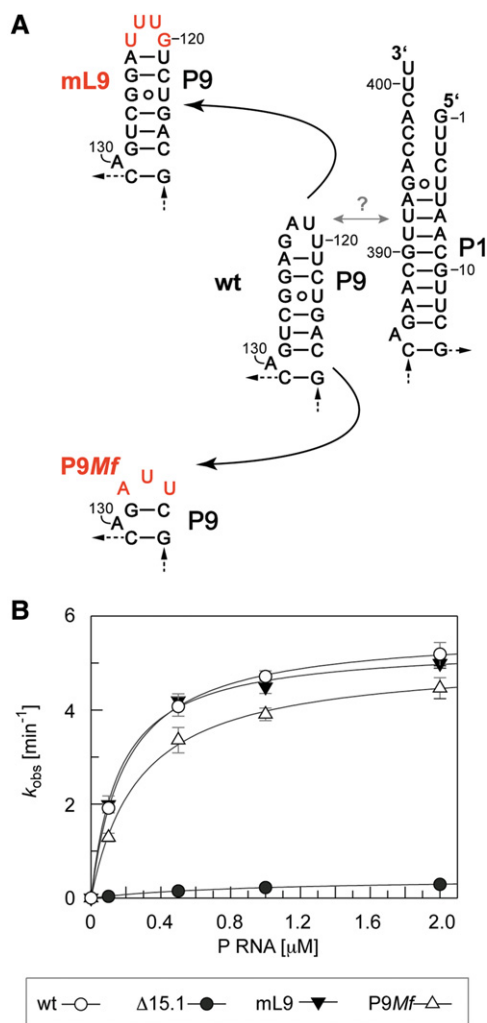 A
U U
U G –120
mL9
A–U
P9
G–C
G U
C–G
U–A
G–C
130 A
C–G
3‘
U
400–U
5‘
C
A G–1
C U
C U
A C
G U
A–U
U–A
U–A
390–G–C P1
C–G–10
A–U
A–U
G–C
A
C–G
?
wt
A U
G U–120
A–U
P9
G–C
G U
C–G
U–A
G–C
130 A
C–G
P9Mf
A U U
G–C
P9
130 A
C–G
B
kobs [min-1]
6
4
2
0
0 0.4 0.8 1.2 1.6 2.0
P RNA [µM]
wt Δ15.1 mL9 P9Mf